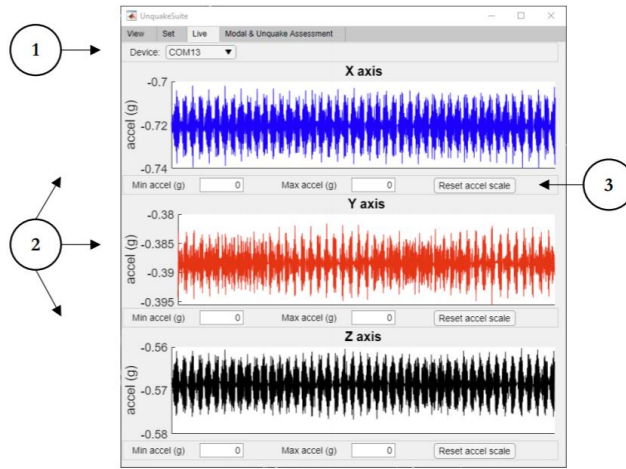 UnquakeSuite
View Set Live Modal & Unquake Assessment
1
Device: COM13
X axis
-0.7
-0.72
-0.74
accel (g)
Min accel (g) 0 Max accel (g) 0 Reset accel scale
3
Y axis
-0.38
-0.385
-0.39
-0.395
accel (g)
2
Min accel (g) 0 Max accel (g) 0 Reset accel scale
Z axis
-0.56
-0.57
-0.58
accel (g)
Min accel (g) 0 Max accel (g) 0 Reset accel scale